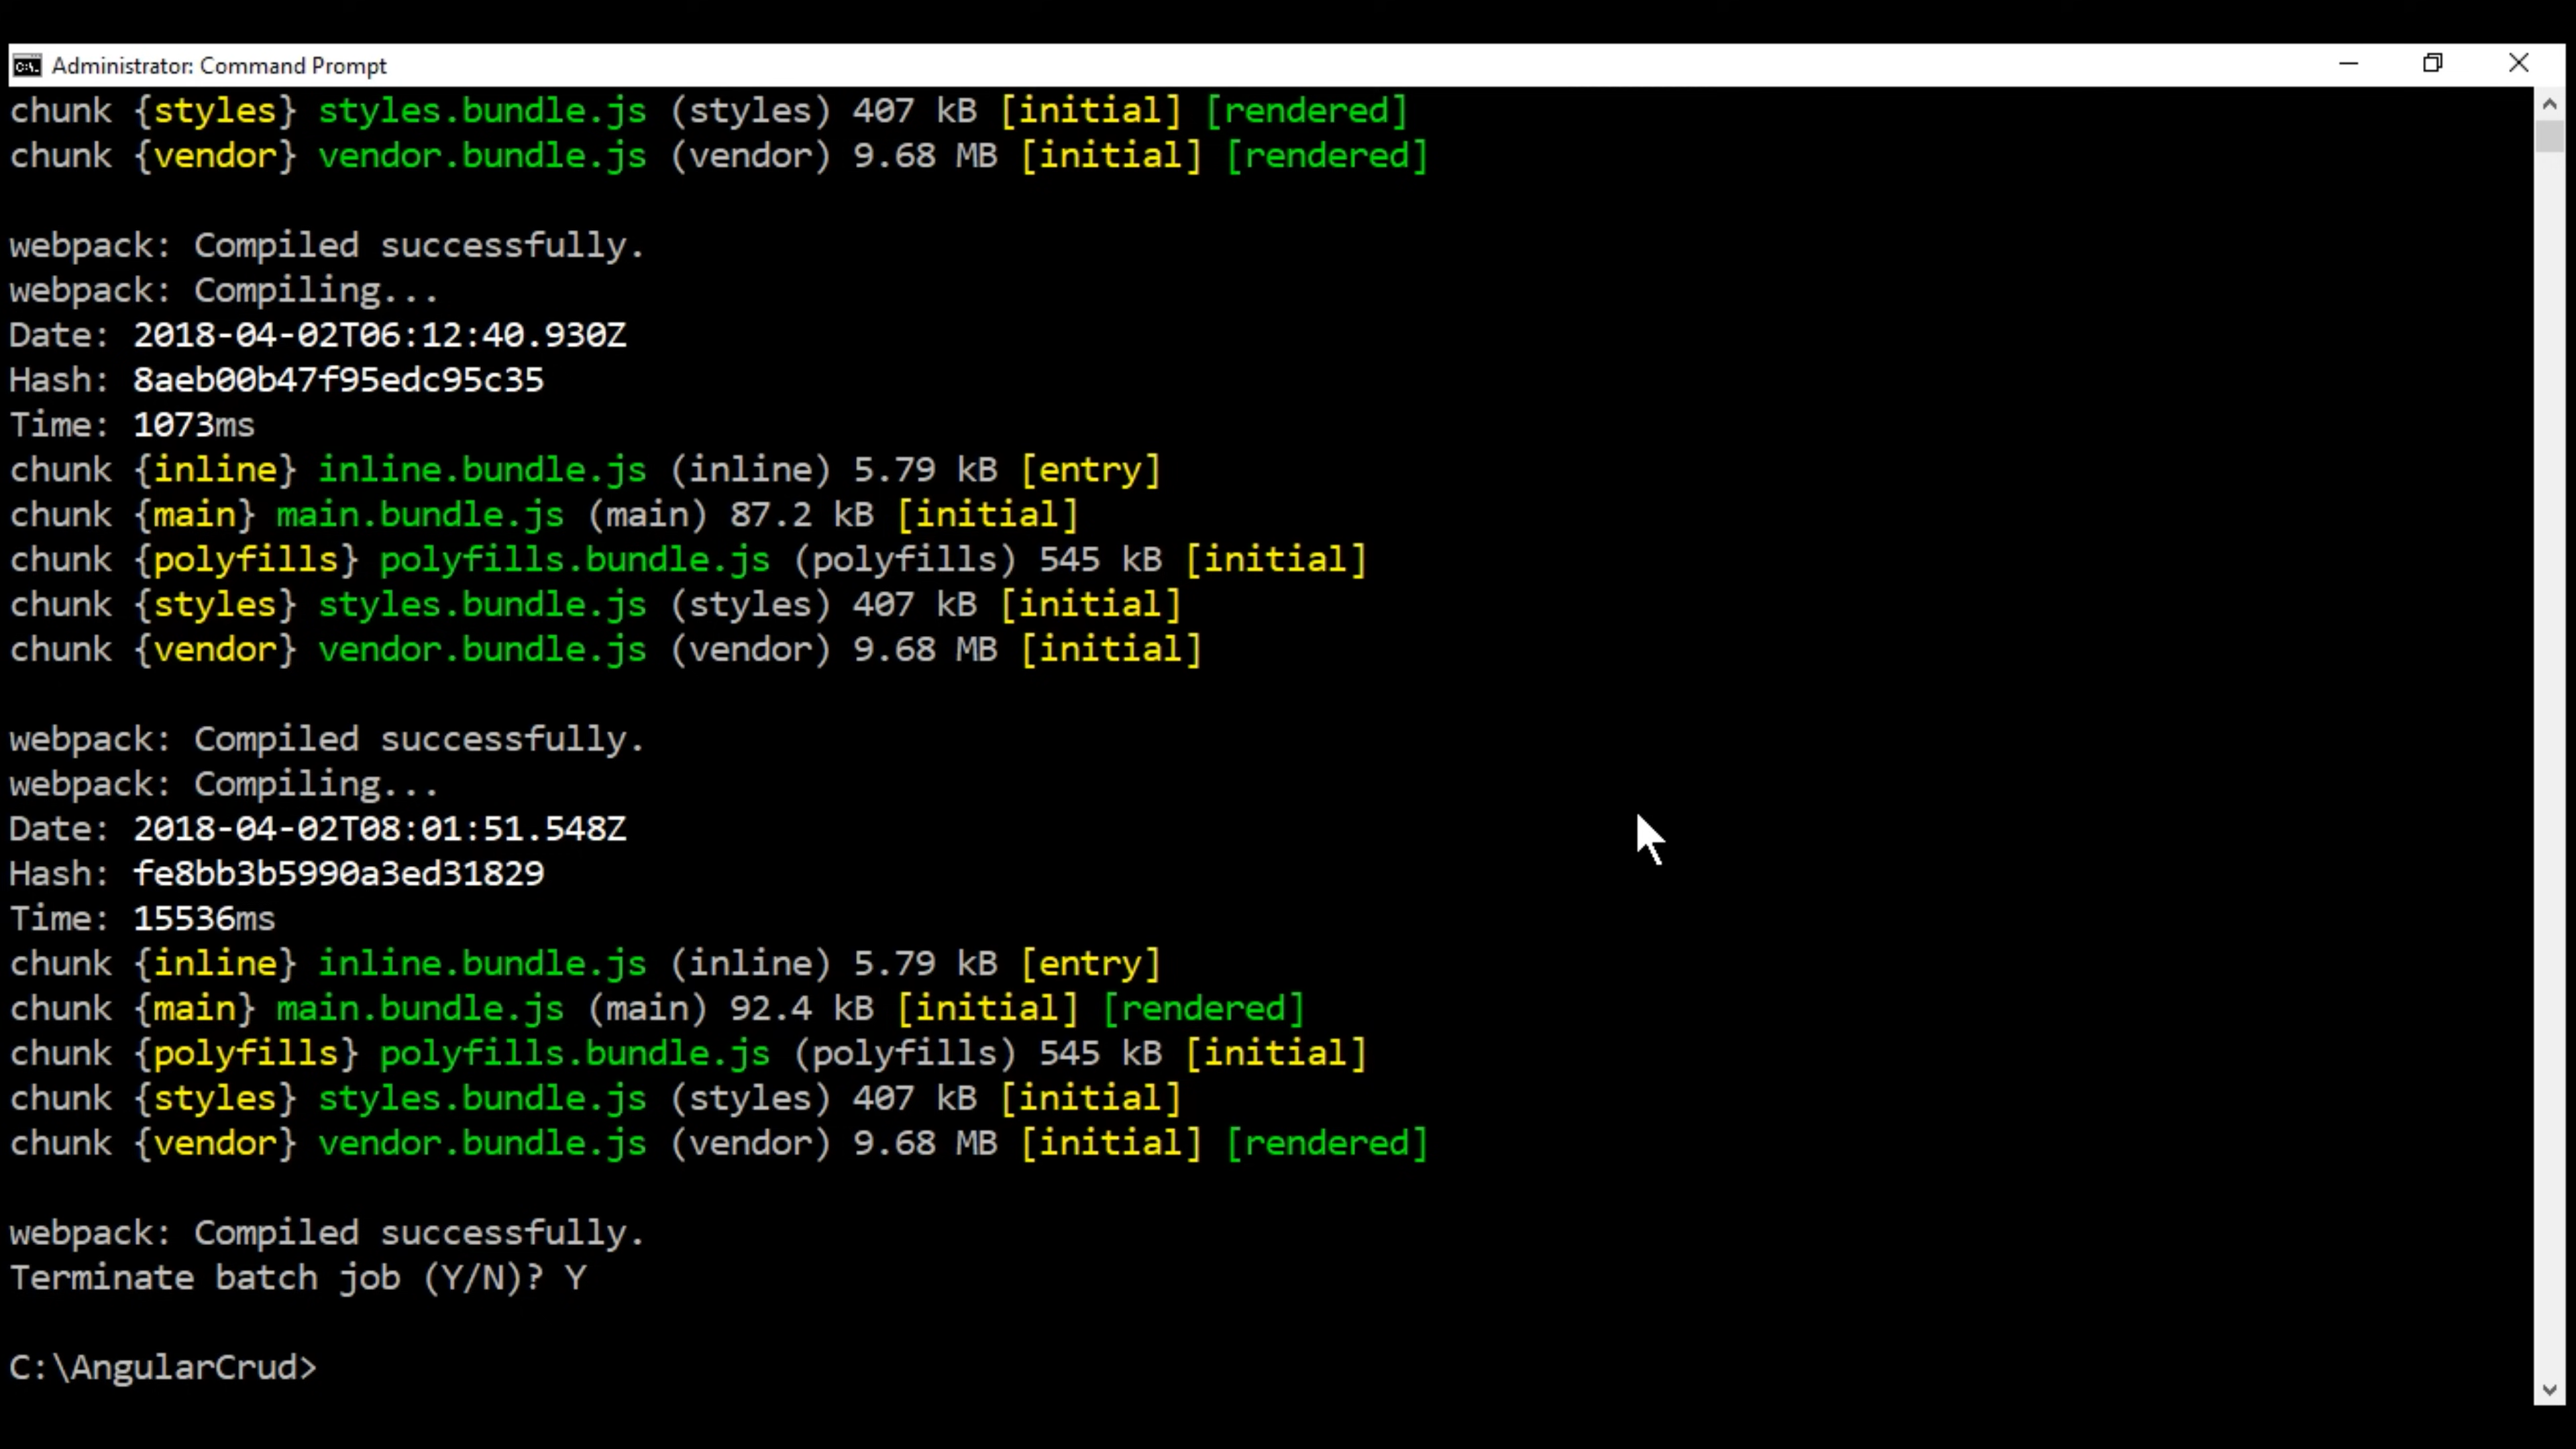 Administrator: Command Prompt
chunk {styles} styles.bundle.js (styles) 407 kB [initial] [rendered]
chunk {vendor} vendor.bundle.js (vendor) 9.68 MB [initial] [rendered]
webpack: Compiled successfully.
webpack: Compiling...
Date: 2018-04-02T06:12:40.930Z
Hash: 8aeb00b47f95edc95c35
Time: 1073ms
chunk {inline} inline.bundle.js (inline) 5.79 kB [entry]
chunk {main} main.bundle.js (main) 87.2 kB [initial]
chunk {polyfills} polyfills.bundle.js (polyfills) 545 kB [initial]
chunk {styles} styles.bundle.js (styles) 407 kB [initial]
chunk {vendor} vendor.bundle.js (vendor) 9.68 MB [initial]
webpack: Compiled successfully.
webpack: Compiling...
Date: 2018-04-02T08:01:51.548Z
Hash: fe8bb3b5990a3ed31829
Time: 15536ms
chunk {inline} inline.bundle.js (inline) 5.79 kB [entry]
chunk {main} main.bundle.js (main) 92.4 kB [initial] [rendered]
chunk {polyfills} polyfills.bundle.js (polyfills) 545 kB [initial]
chunk {styles} styles.bundle.js (styles) 407 kB [initial]
chunk {vendor} vendor.bundle.js (vendor) 9.68 MB [initial] [rendered]
webpack: Compiled successfully.
Terminate batch job (Y/N)? Y
C:\AngularCrud>